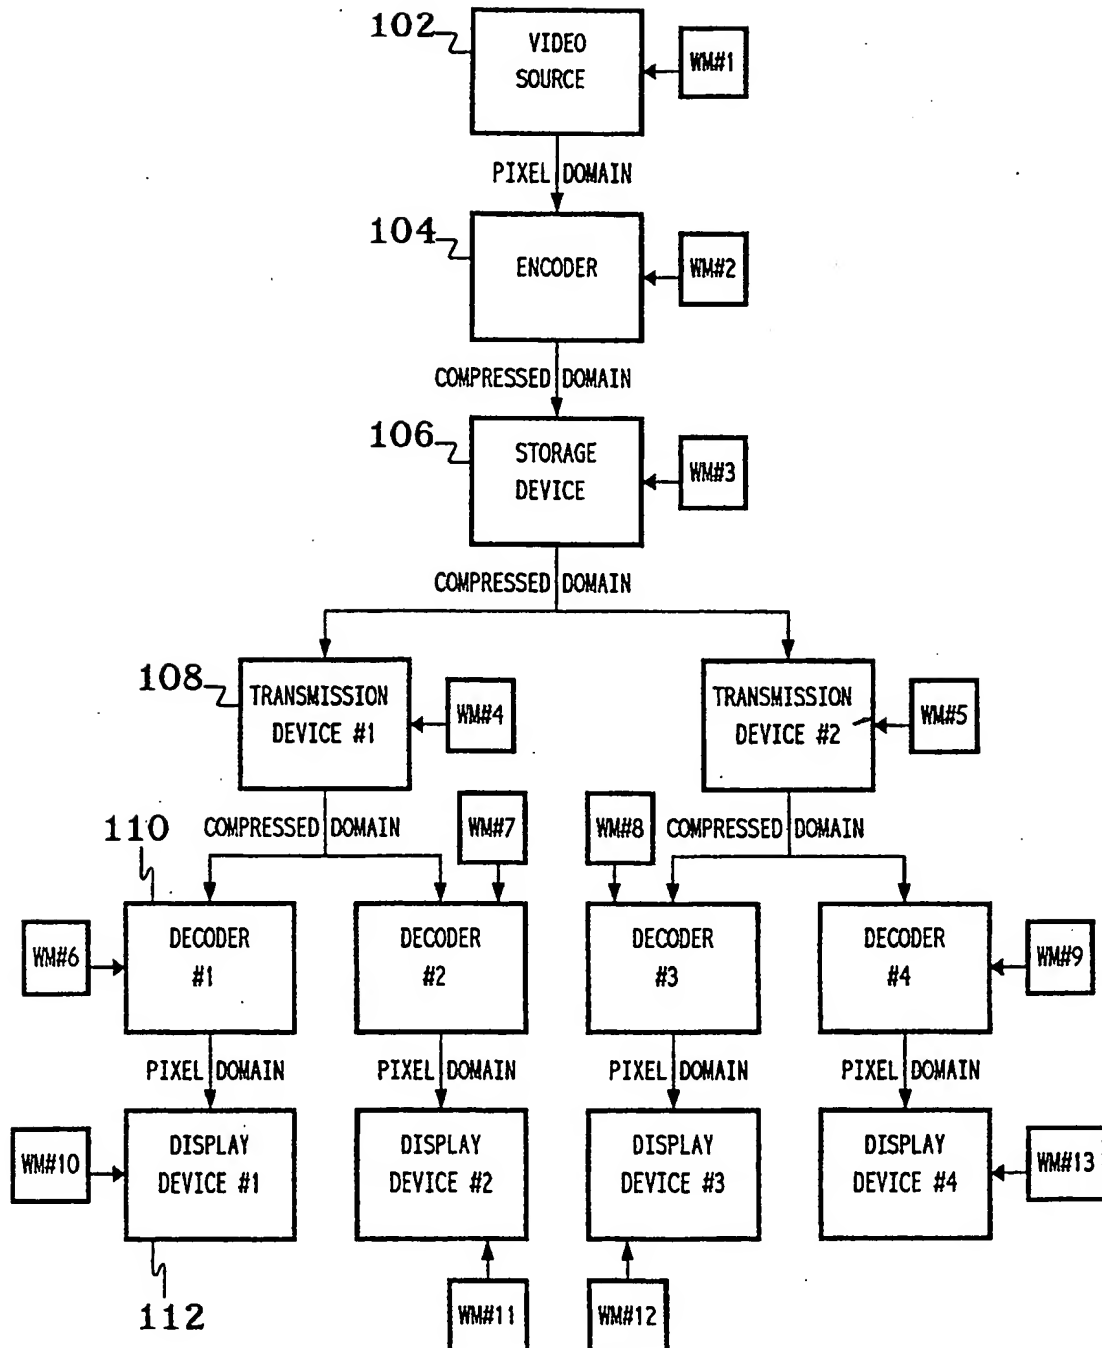 102
VIDEO
SOURCE
WM#1
PIXEL DOMAIN
104
ENCODER
WM#2
COMPRESSED DOMAIN
106
STORAGE
DEVICE
WM#3
COMPRESSED DOMAIN
108
TRANSMISSION
DEVICE #1
WM#4
TRANSMISSION
DEVICE #2
WM#5
110
COMPRESSED DOMAIN
WM#7
WM#8
COMPRESSED DOMAIN
WM#6
DECODER
#1
DECODER
#2
DECODER
#3
DECODER
#4
WM#9
PIXEL DOMAIN
PIXEL DOMAIN
PIXEL DOMAIN
PIXEL DOMAIN
WM#10
DISPLAY
DEVICE #1
DISPLAY
DEVICE #2
DISPLAY
DEVICE #3
DISPLAY
DEVICE #4
WM#13
112
WM#11
WM#12